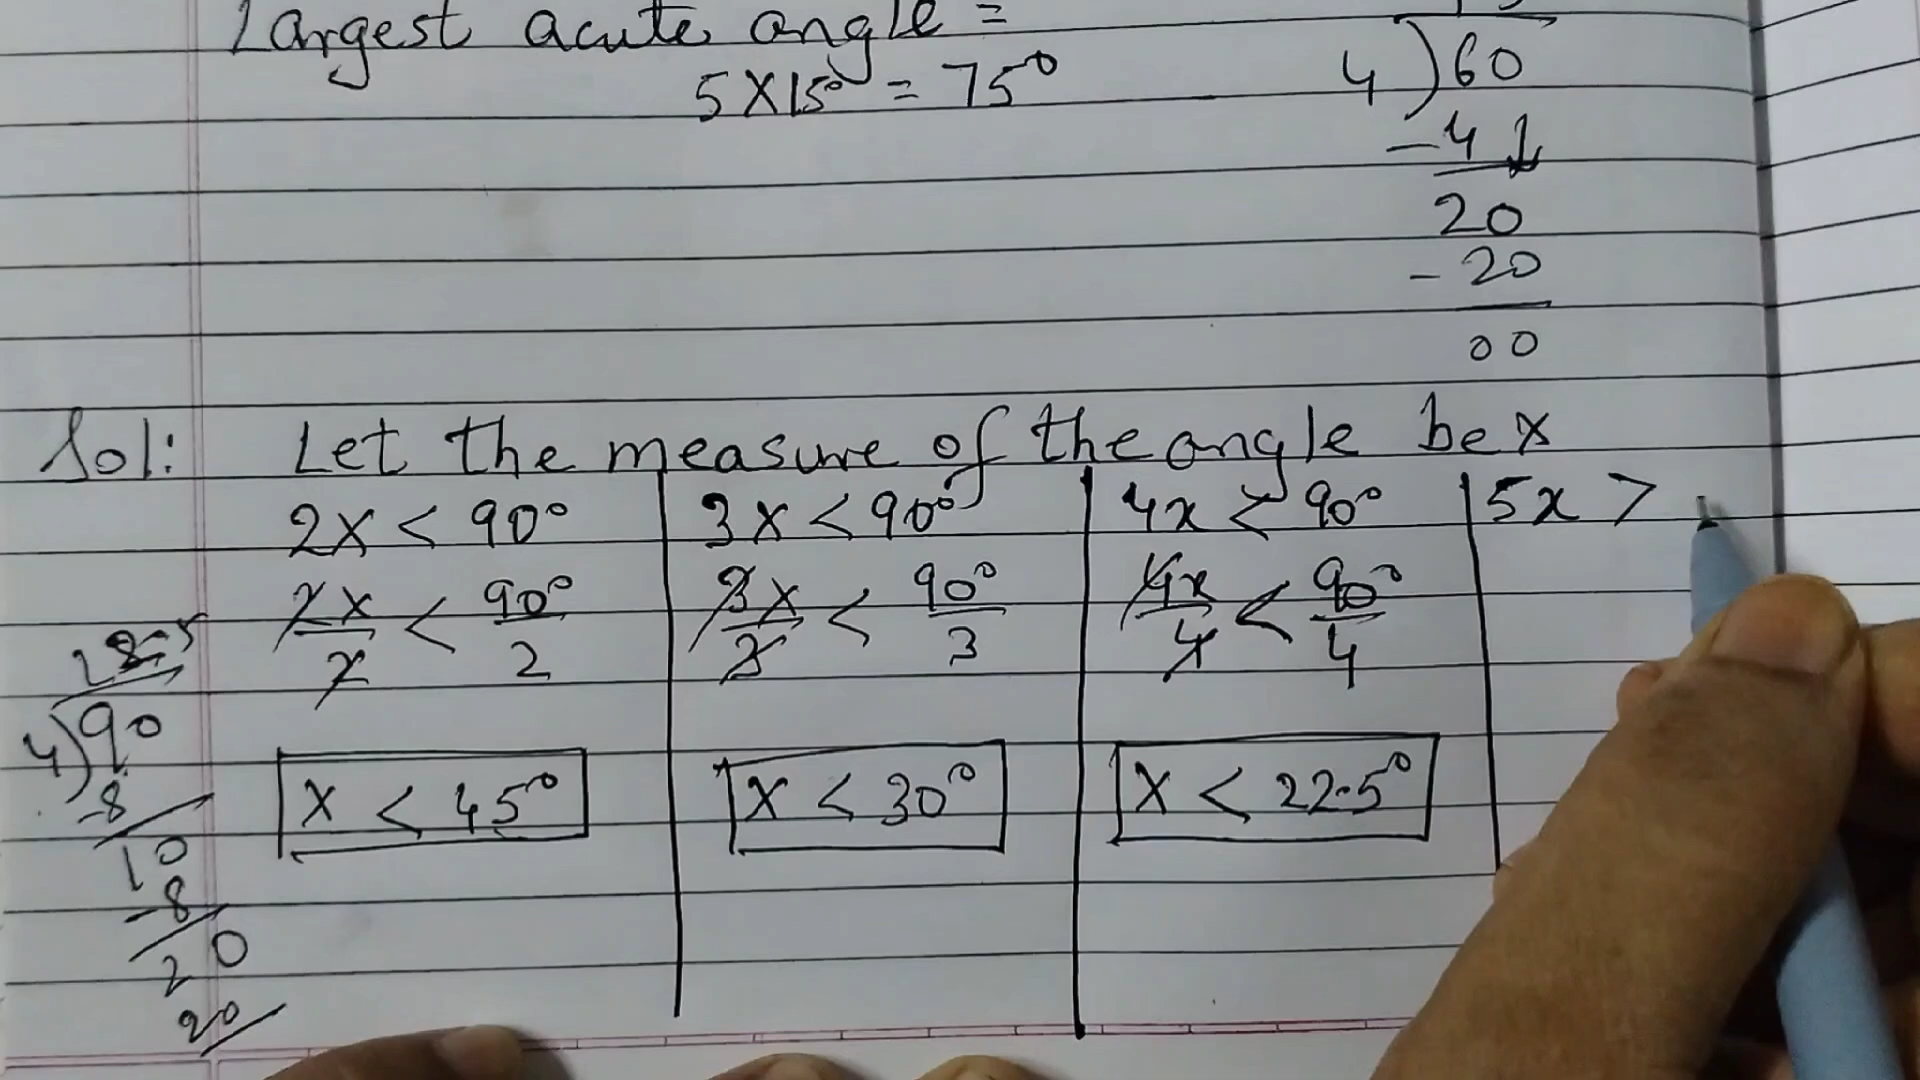 Largest acute angle =
5 X 15° = 75°
4 ) 60
- 4 ↓
20
- 20
00
Sol: Let the measure of the angle be x
2x < 90°
2x/2 < 90°/2
x < 45°
3x < 90°
3x/3 < 90°/3
x < 30°
4x < 90°
4x/4 < 90°/4
x < 22.5°
5x >
4 ) 90
-8
10
-8
20
20